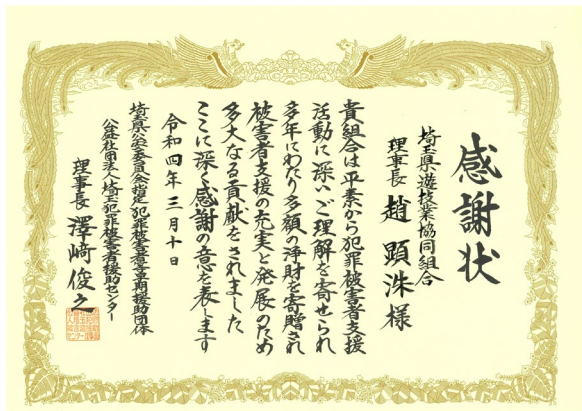 感謝状
埼玉県遊技業協同組合
理事長 趙顕洙様
貴組合は平素から犯罪被害者支援
活動に深いご理解を寄せられ
多年にわたり多額の浄財を寄贈され
被害者支援の充実と発展のため
多大なる貢献をされました
ここに深く感謝の意を表します
令和四年三月十日
埼玉県公安委員会指定犯罪被害者等早期援助団体
公益社団法人埼玉犯罪被害者援助センター
理事長 澤﨑俊之